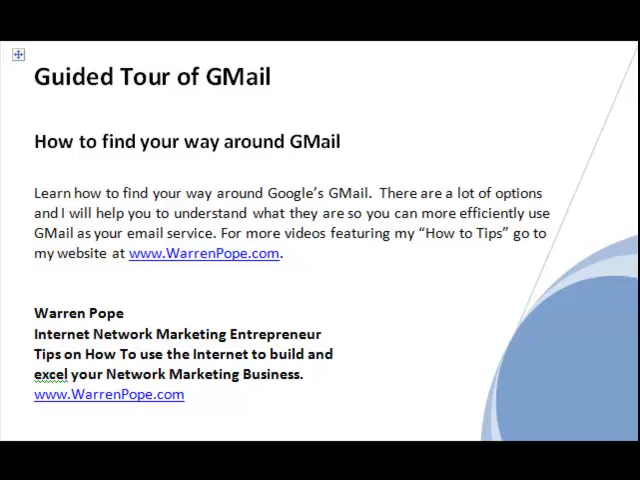 Guided Tour of GMail
How to find your way around GMail
Learn how to find your way around Google’s GMail.  There are a lot of options
and I will help you to understand what they are so you can more efficiently use
GMail as your email service. For more videos featuring my “How to Tips” go to
my website at www.WarrenPope.com.
Warren Pope
Internet Network Marketing Entrepreneur
Tips on How To use the Internet to build and
excel your Network Marketing Business.
www.WarrenPope.com